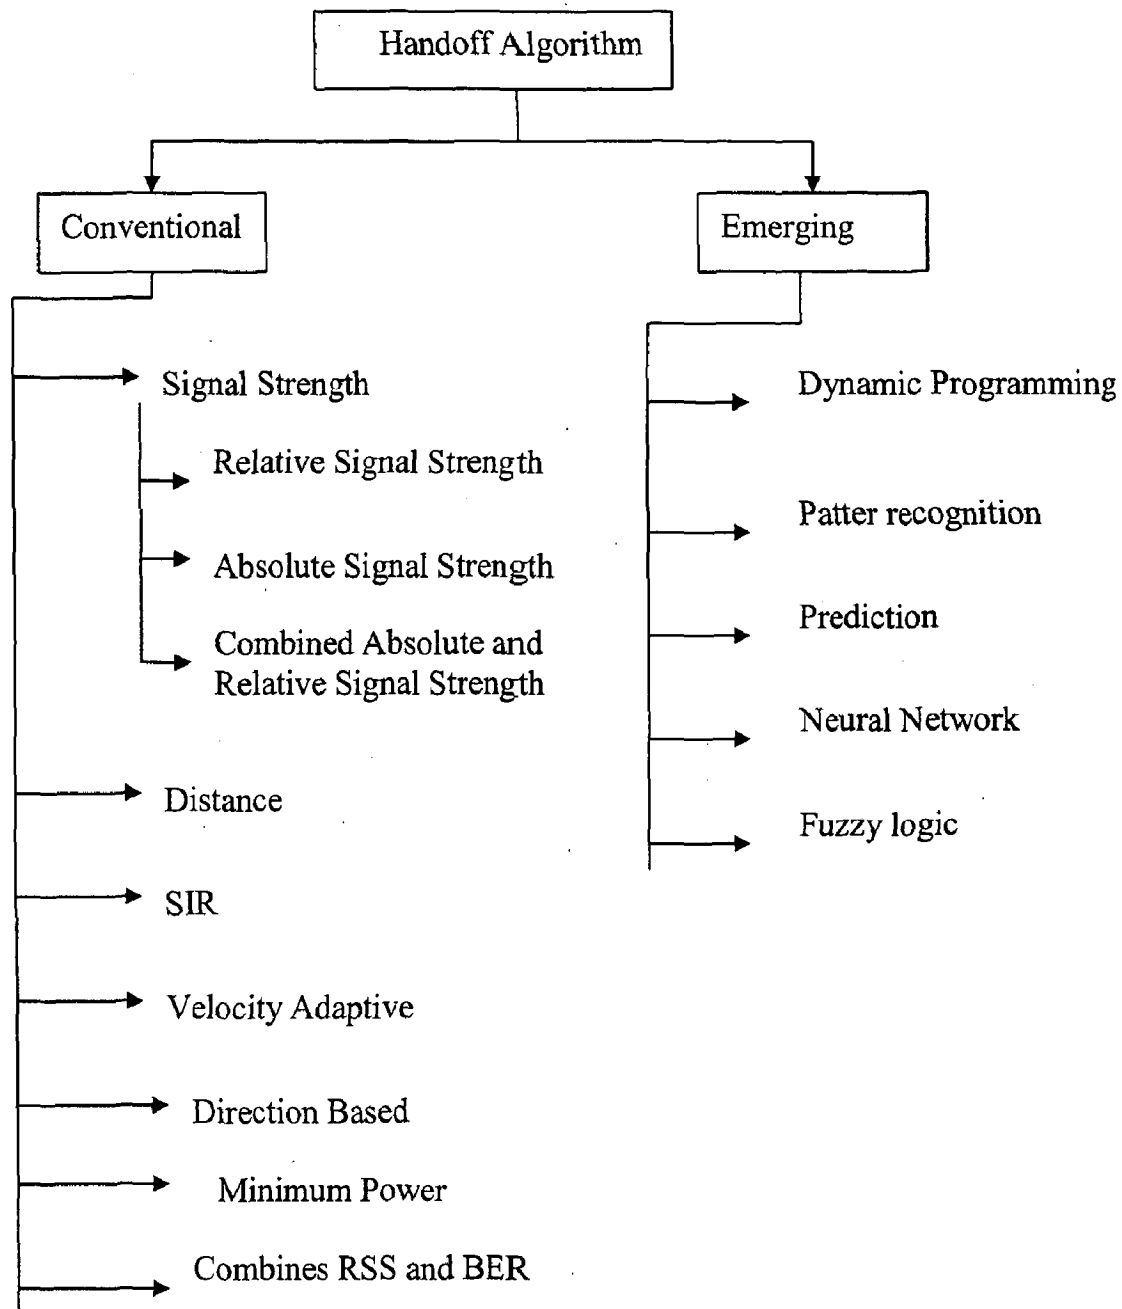 Handoff Algorithm
Conventional
Emerging
Signal Strength
Relative Signal Strength
Absolute Signal Strength
Combined Absolute and
Relative Signal Strength
Distance
SIR
Velocity Adaptive
Direction Based
Minimum Power
Combines RSS and BER
Dynamic Programming
Patter recognition
Prediction
Neural Network
Fuzzy logic